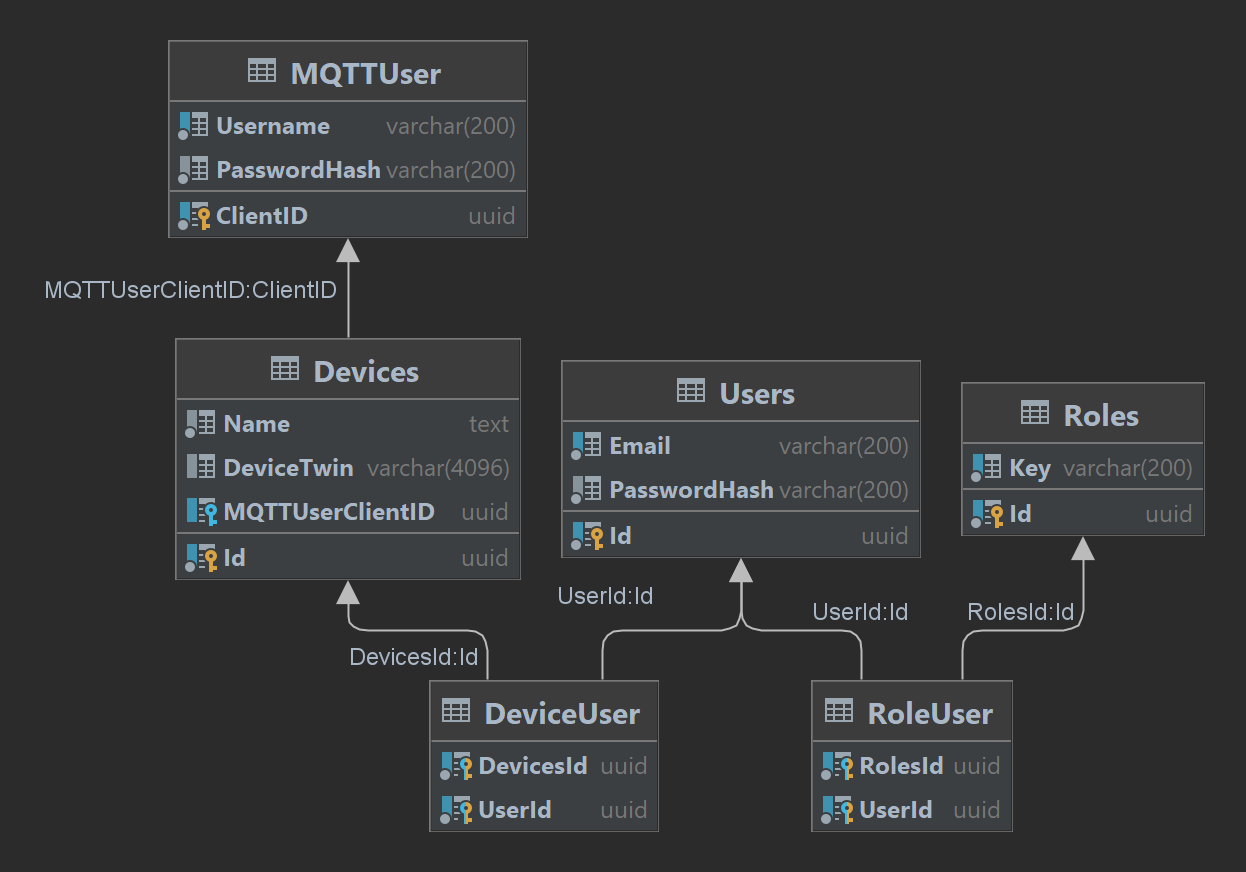 MQTTUser
Username varchar(200)
PasswordHash varchar(200)
ClientID uuid
MQTTUserClientID:ClientID
Devices
Name text
DeviceTwin varchar(4096)
MQTTUserClientID uuid
Id uuid
Users
Email varchar(200)
PasswordHash varchar(200)
Id uuid
Roles
Key varchar(200)
Id uuid
UserId:Id
UserId:Id
RolesId:Id
DevicesId:Id
DeviceUser
DevicesId uuid
UserId uuid
RoleUser
RolesId uuid
UserId uuid